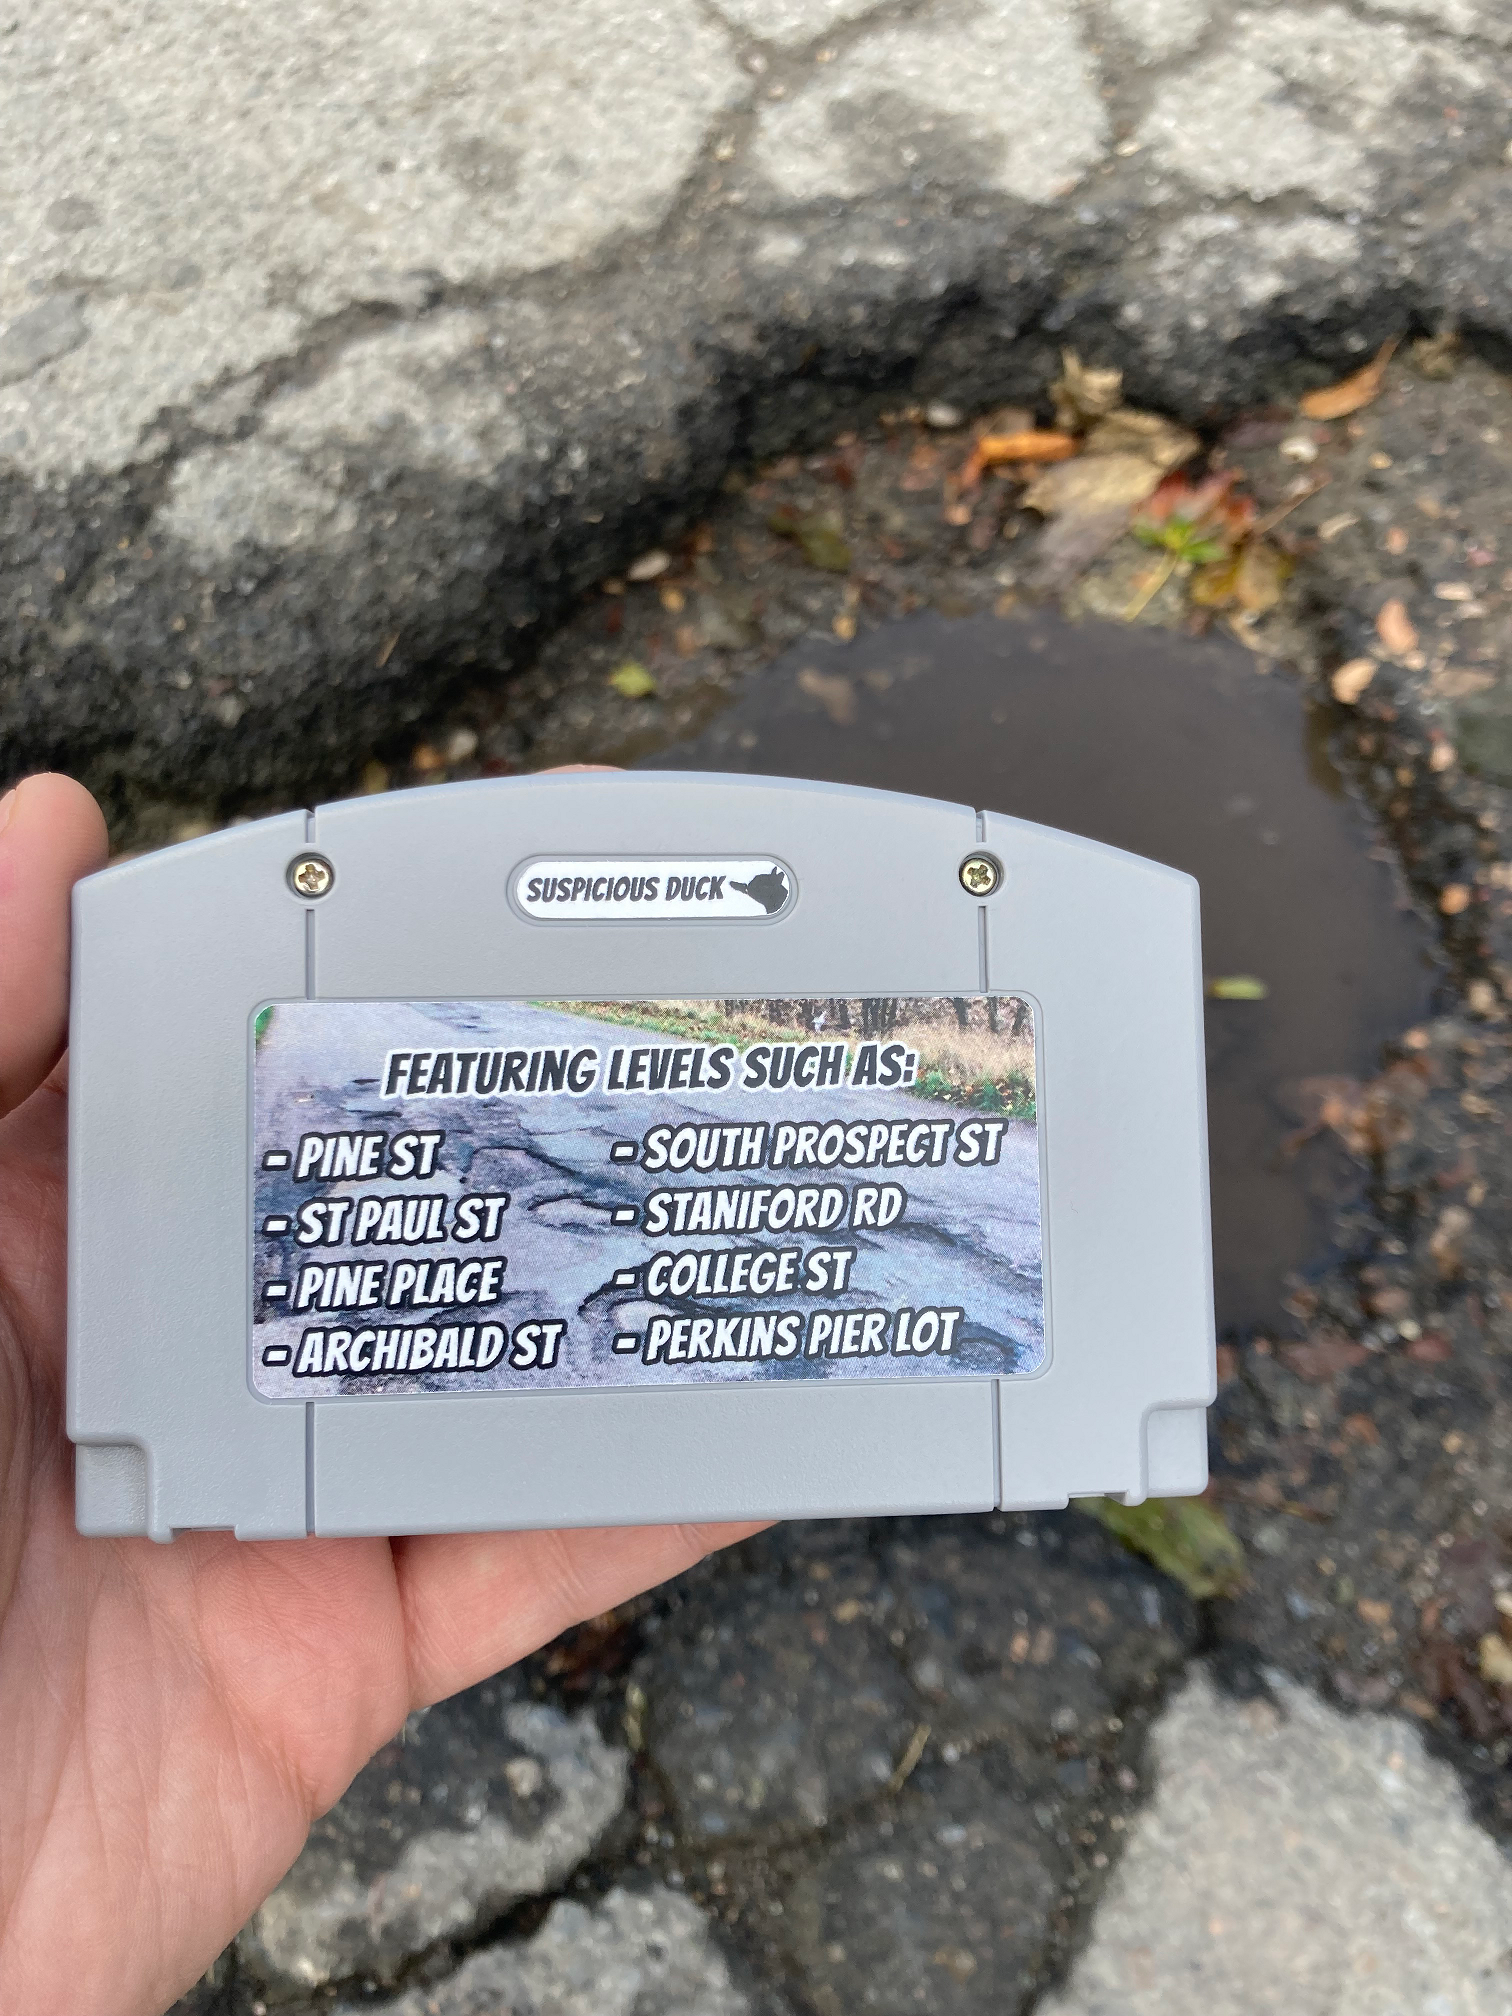 SUSPICIOUS DUCK
FEATURING LEVELS SUCH AS:
- PINE ST
- ST PAUL ST
- PINE PLACE
- ARCHIBALD ST
- SOUTH PROSPECT ST
- STANIFORD RD
- COLLEGE ST
- PERKINS PIER LOT